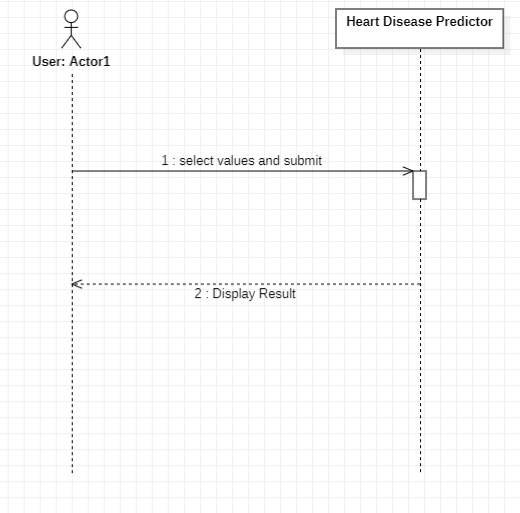 Heart Disease Predictor
User: Actor1
1 : select values and submit
2 : Display Result